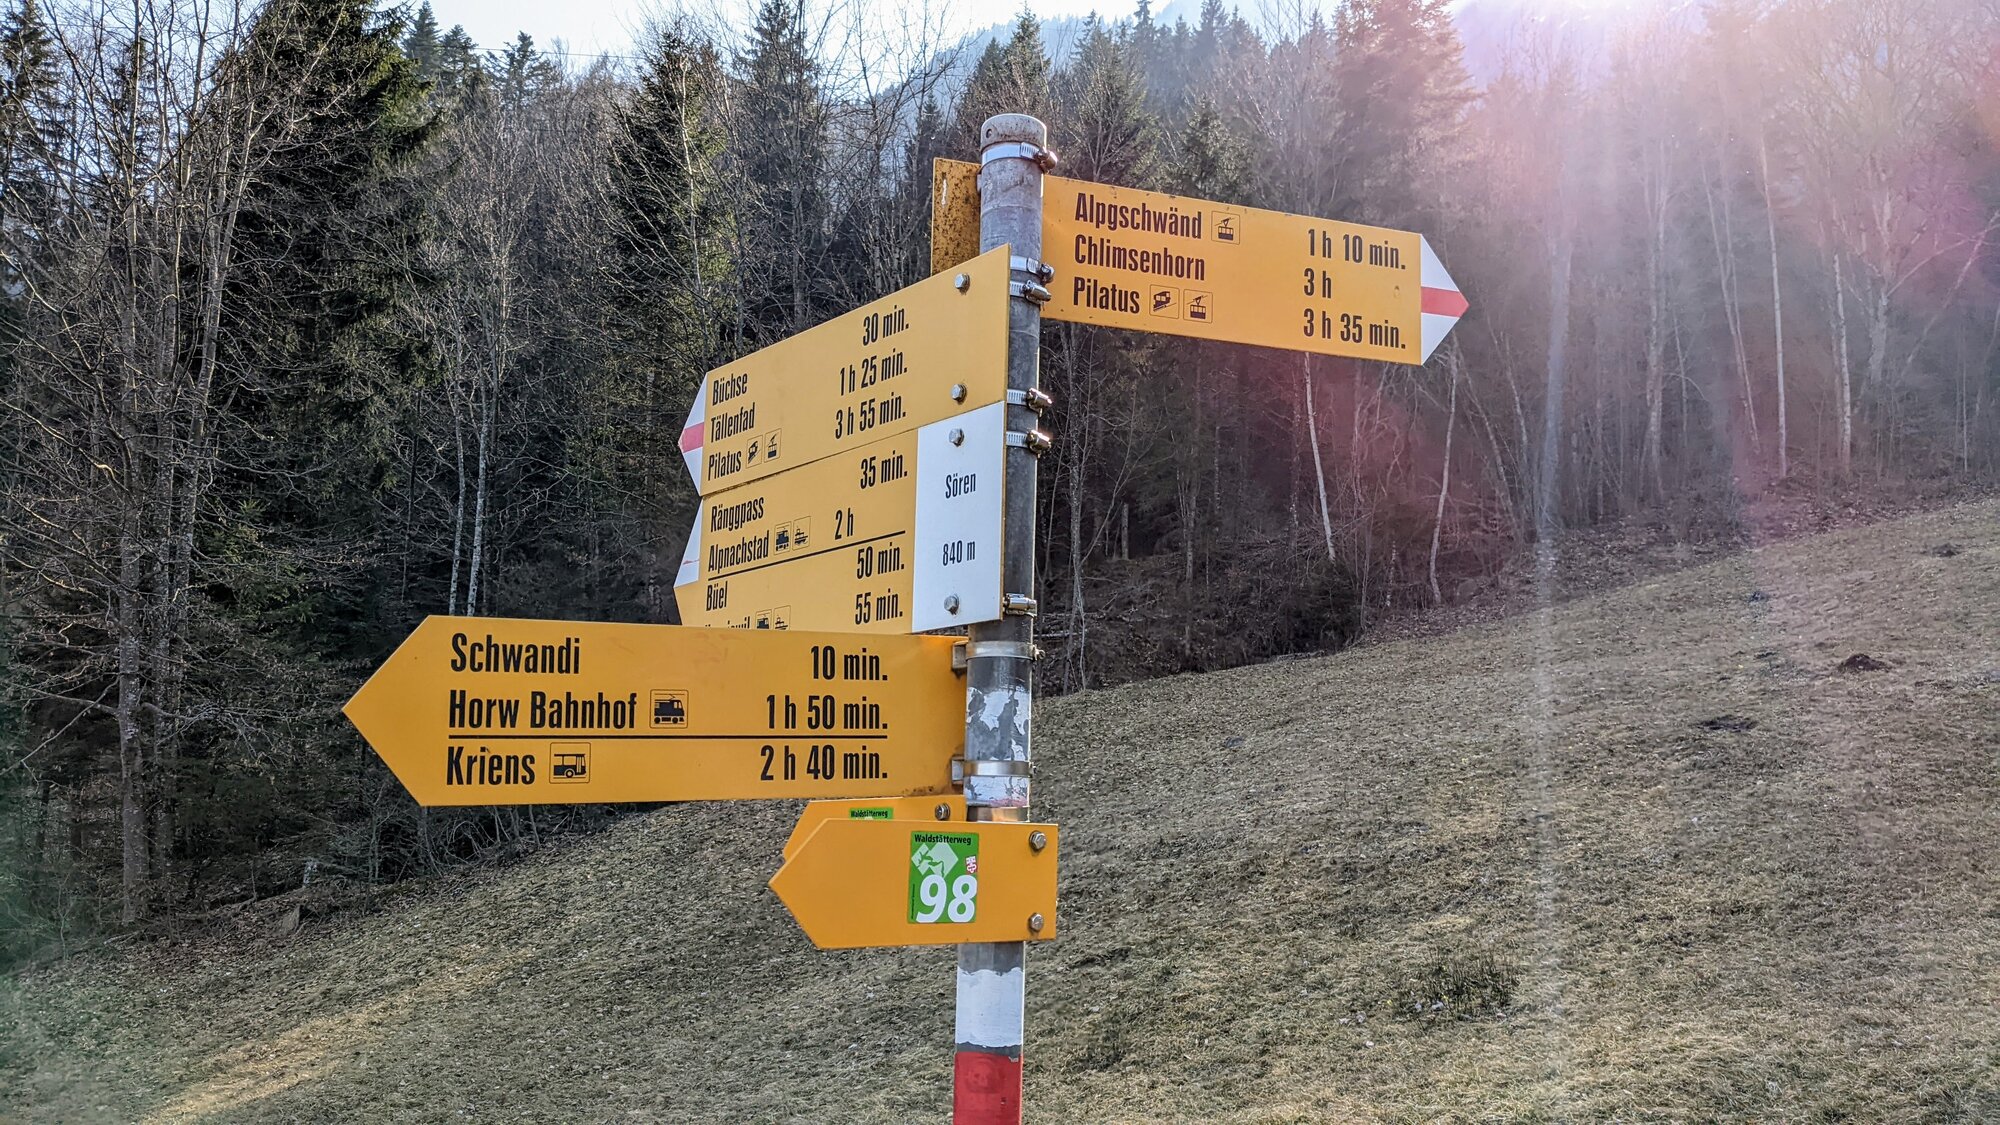 Alpgschwänd 1 h 10 min.
Chlimsenhorn 3 h
Pilatus 3 h 35 min.
Büchse 30 min.
Tällenfad 1 h 25 min.
Pilatus 3 h 55 min.
Ränggpass 35 min.
Alpnachstad 2 h
Büel 50 min.
55 min.
Sören
840 m
Schwandi 10 min.
Horw Bahnhof 1 h 50 min.
Kriens 2 h 40 min.
Waldstätterweg
Waldstätterweg
98